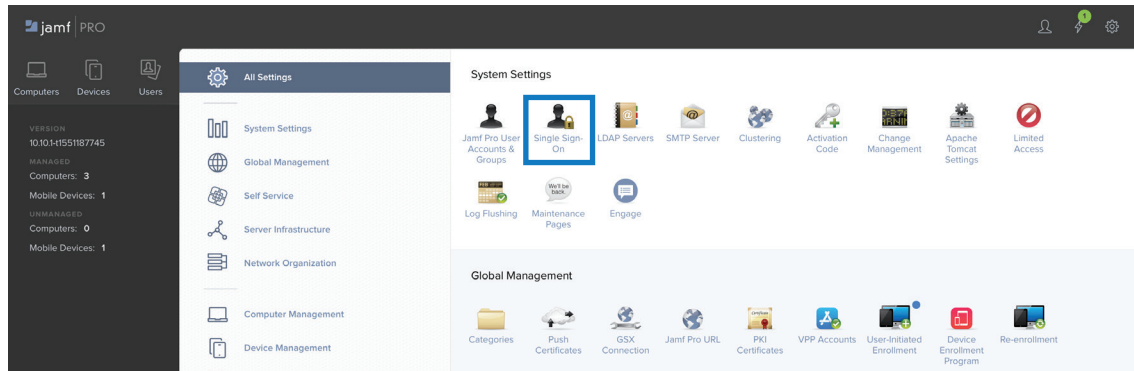 jamf PRO
1
Computers Devices Users
VERSION
10.10.1-t1551187745
MANAGED
Computers: 3
Mobile Devices: 1
UNMANAGED
Computers: 0
Mobile Devices: 1
All Settings
System Settings
Global Management
Self Service
Server Infrastructure
Network Organization
Computer Management
Device Management
System Settings
Jamf Pro User
Accounts &
Groups
Single Sign-
On
LDAP Servers
SMTP Server
Clustering
Activation
Code
Change
Management
Apache
Tomcat
Settings
Limited
Access
Log Flushing
We'll be
back.
Maintenance
Pages
Engage
Global Management
Categories
Push
Certificates
GSX
Connection
Jamf Pro URL
PKI
Certificates
VPP Accounts
User-Initiated
Enrollment
Device
Enrollment
Program
Re-enrollment